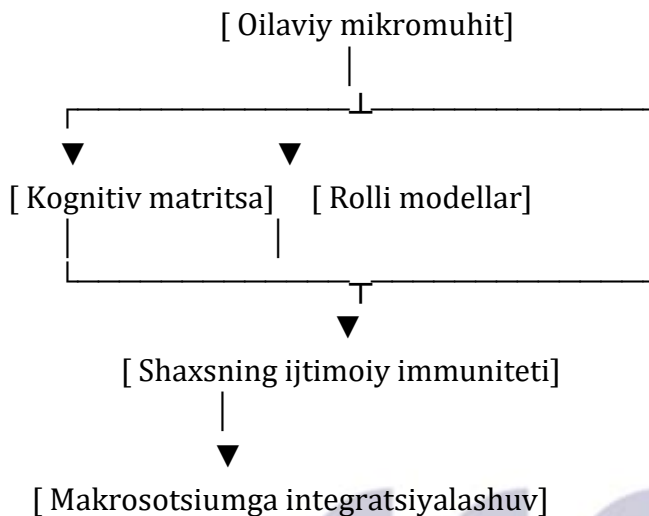 [ Oilaviy mikromuhit]
[ Kognitiv matritsa] [ Rolli modellar]
[ Shaxsning ijtimoiy immuniteti]
[ Makrosotsiumga integratsiyalashuv]